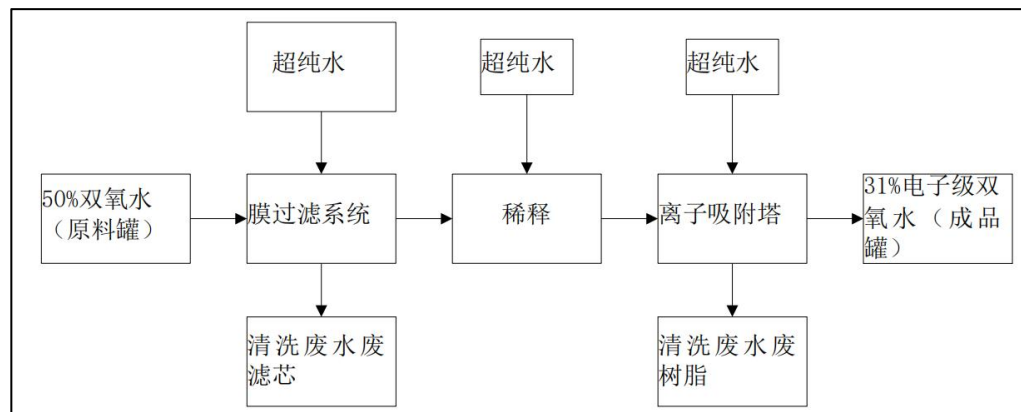 超纯水
超纯水
超纯水
50%双氧水
（原料罐）
膜过滤系统
稀释
离子吸附塔
31%电子级双
氧水（成品
罐）
清洗废水废
滤芯
清洗废水废
树脂